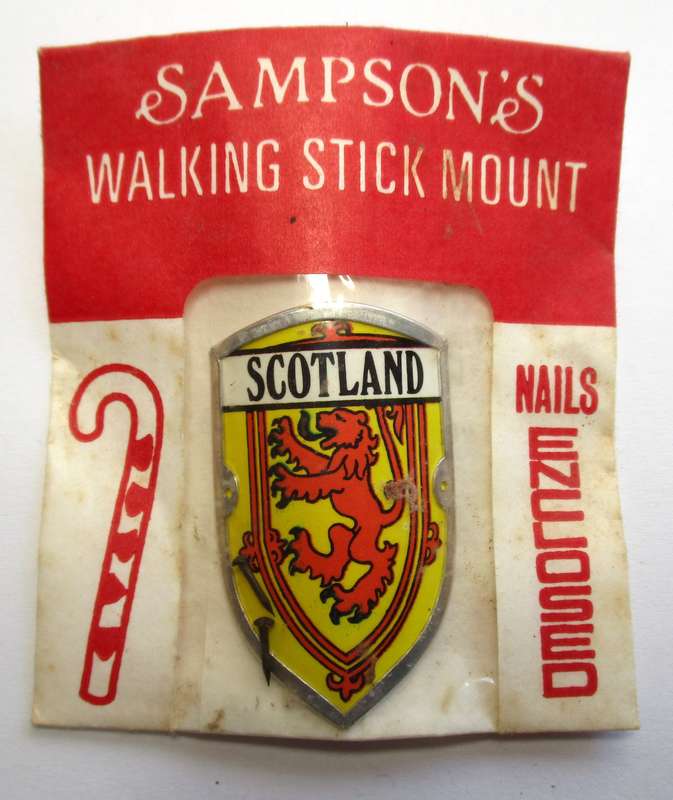 SAMPSON'S
WALKING STICK MOUNT
SCOTLAND
NAILS
ENCLOSED